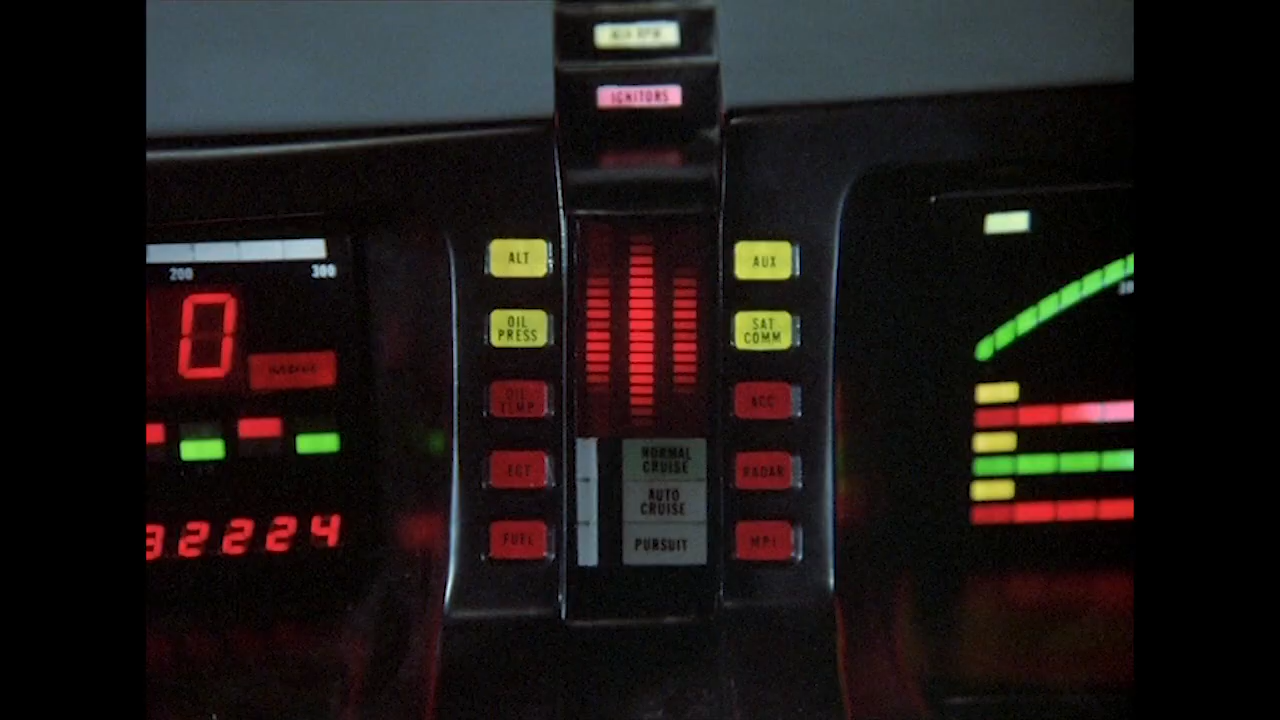 IGNITORS
200 300
0
ALT
AUX
OIL
PRESS
SAT
COMM
OIL
TEMP
ACC
ECT
RADAR
NORMAL
CRUISE
AUTO
CRUISE
FUEL
PURSUIT
MPI
2224